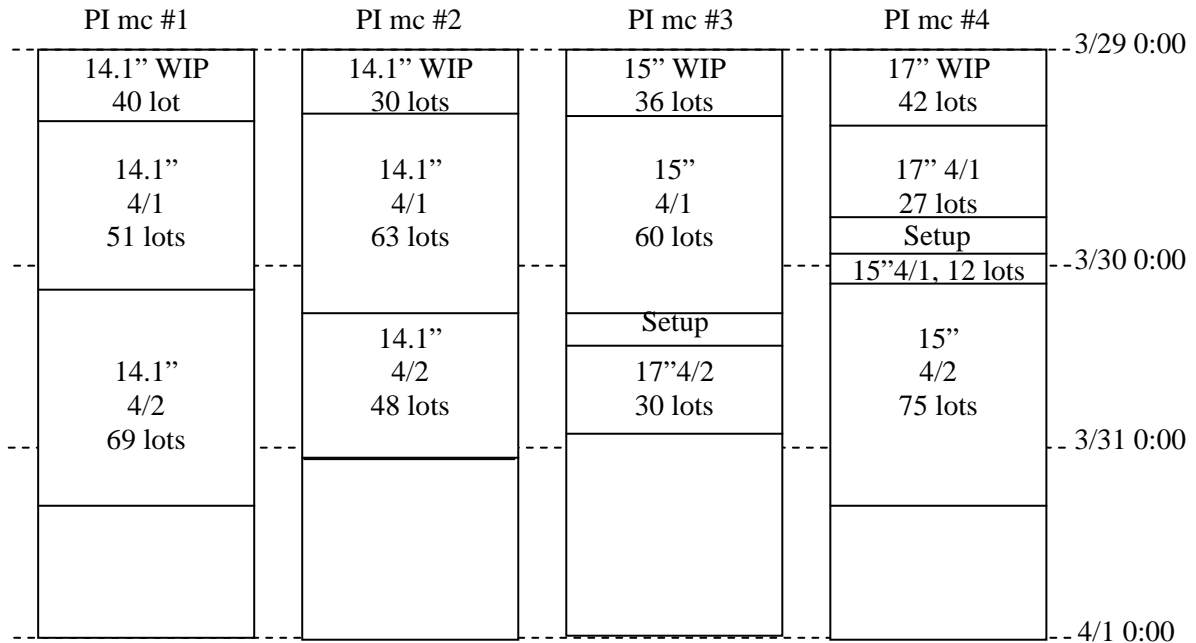 PI mc #1
PI mc #2
PI mc #3
PI mc #4
3/29 0:00
14.1” WIP
40 lot
14.1” WIP
30 lots
15” WIP
36 lots
17” WIP
42 lots
14.1”
4/1
51 lots
14.1”
4/1
63 lots
15”
4/1
60 lots
17” 4/1
27 lots
Setup
15”4/1, 12 lots
3/30 0:00
14.1”
4/2
69 lots
14.1”
4/2
48 lots
Setup
17”4/2
30 lots
15”
4/2
75 lots
3/31 0:00
4/1 0:00